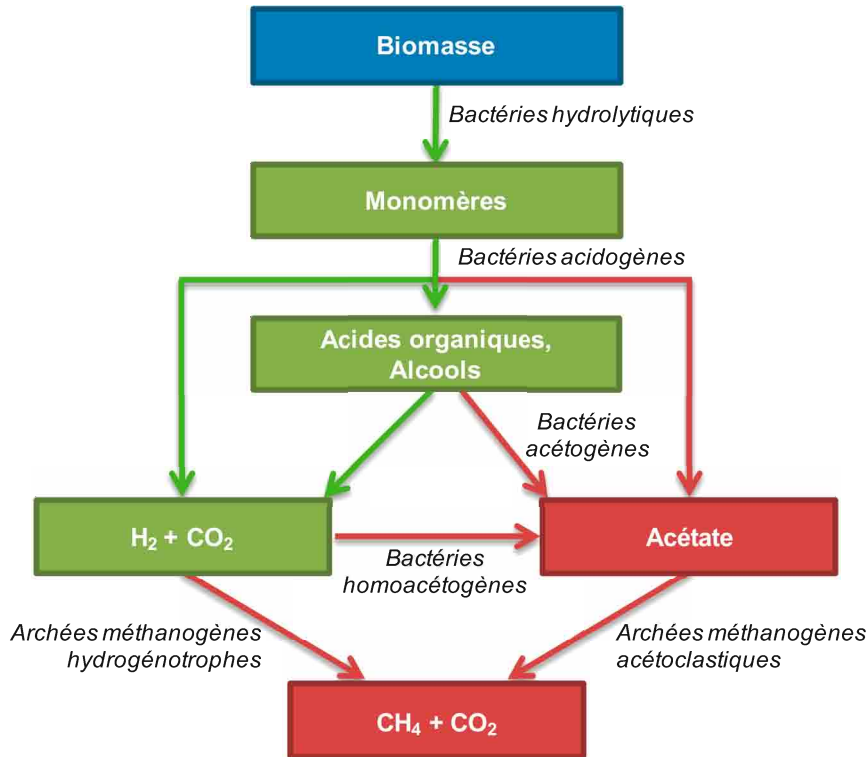 Biomasse
Bactéries hydrolytiques
Monomères
Bactéries acidogènes
Acides organiques,
Alcools
Bactéries
acétogènes
H₂ + CO₂
Acétate
Bactéries
homoacétogènes
Archées méthanogènes
hydrogénotrophes
Archées méthanogènes
acétoclastiques
CH₄ + CO₂